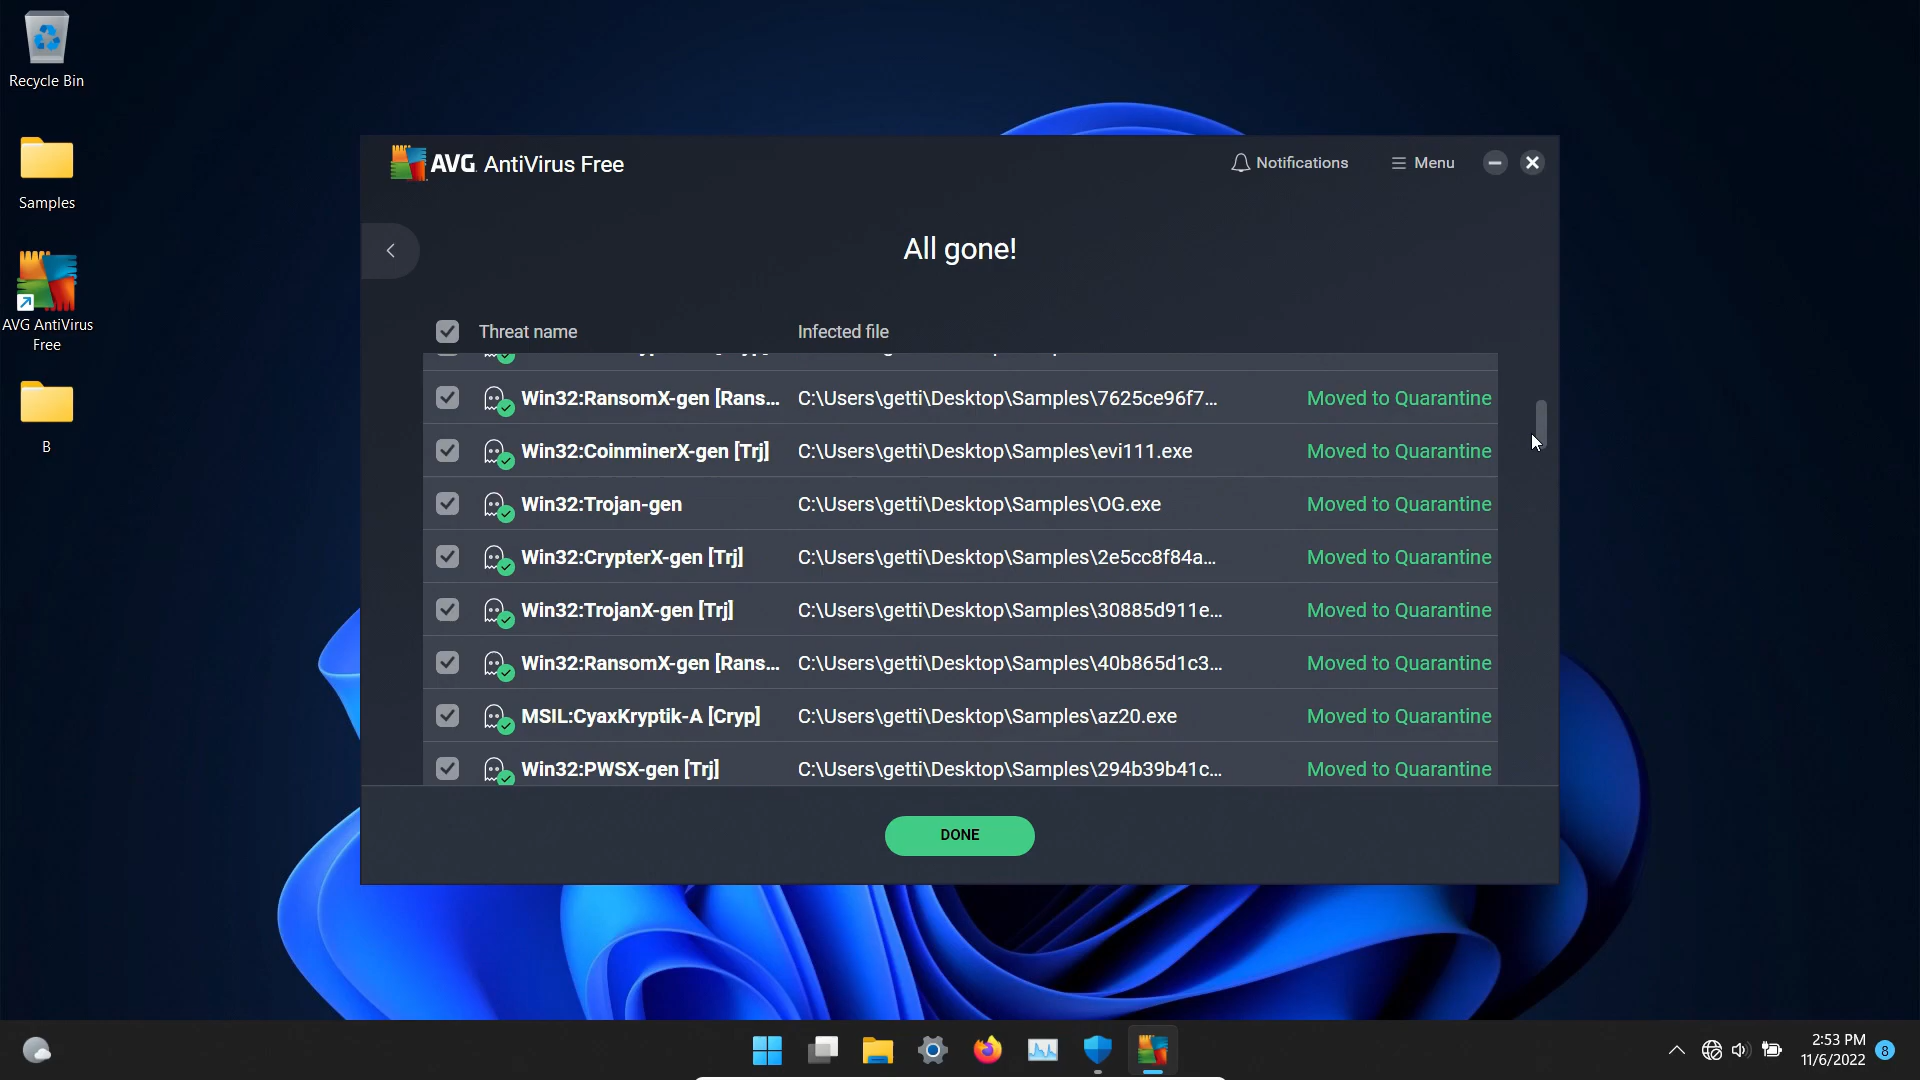 Recycle Bin
Samples
AVG AntiVirus
Free
B
AVG AntiVirus Free
Notifications
Menu
All gone!
Threat name Infected file
Win32:RansomX-gen [Rans... C:\Users\getti\Desktop\Samples\7625ce96f7... Moved to Quarantine
Win32:CoinminerX-gen [Trj] C:\Users\getti\Desktop\Samples\evi111.exe Moved to Quarantine
Win32:Trojan-gen C:\Users\getti\Desktop\Samples\OG.exe Moved to Quarantine
Win32:CrypterX-gen [Trj] C:\Users\getti\Desktop\Samples\2e5cc8f84a... Moved to Quarantine
Win32:TrojanX-gen [Trj] C:\Users\getti\Desktop\Samples\30885d911e... Moved to Quarantine
Win32:RansomX-gen [Rans... C:\Users\getti\Desktop\Samples\40b865d1c3... Moved to Quarantine
MSIL:CyaxKryptik-A [Cryp] C:\Users\getti\Desktop\Samples\az20.exe Moved to Quarantine
Win32:PWSX-gen [Trj] C:\Users\getti\Desktop\Samples\294b39b41c... Moved to Quarantine
DONE
2:53 PM
11/6/2022
8